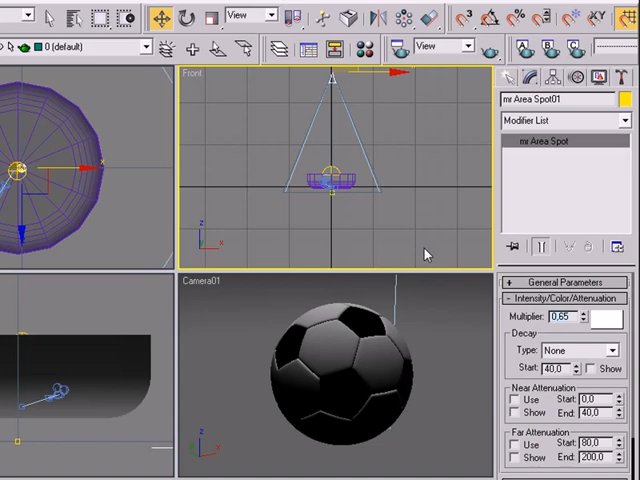 View
3
%
XY
0 (default)
View
A
B
C
Front
z
x
x
mr Area Spot01
Modifier List
mr Area Spot
Camera01
z
x
General Parameters
Intensity/Color/Attenuation
Multiplier: 0,65
Decay
Type: None
Start: 40,0 Show
Near Attenuation
Use Start: 0,0
Show End: 40,0
Far Attenuation
Use Start: 80,0
Show End: 200,0